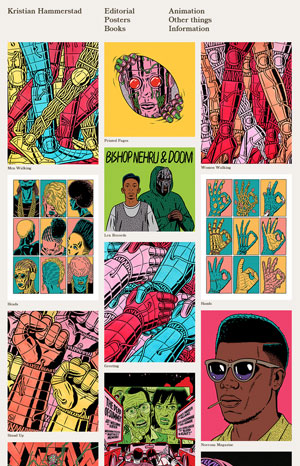 Kristian Hammerstad
Editorial
Posters
Books
Animation
Other things
Information
Men Walking
Printed Pages
Women Walking
BISHOP NEHRU & DOOM
Lex Records
Heads
Hands
Greeting
Stand Up
Nervous Magazine